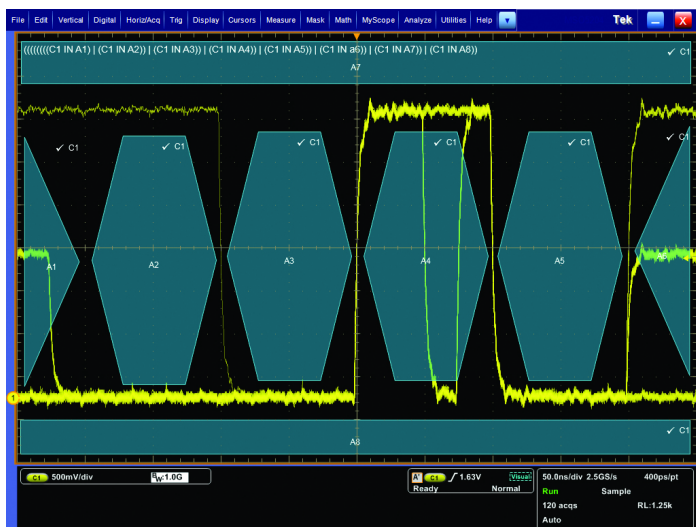 File Edit Vertical Digital Horiz/Acq Trig Display Cursors Measure Mask Math MyScope Analyze Utilities Help Tek X
((((((((C1 IN A1) | (C1 IN A2)) | (C1 IN A3)) | (C1 IN A4)) | (C1 IN A5)) | (C1 IN a6)) | (C1 IN A7)) | (C1 IN A8))
C1
A7
C1 C1 C1 C1 C1 C1
A1 A2 A3 A4 A5 A6
1
C1
A8
C1 500mV/div BW:1.0G
A' C1 1.63V Visual
Ready Normal
50.0ns/div 2.5GS/s 400ps/pt
Run Sample
120 acqs RL:1.25k
Auto